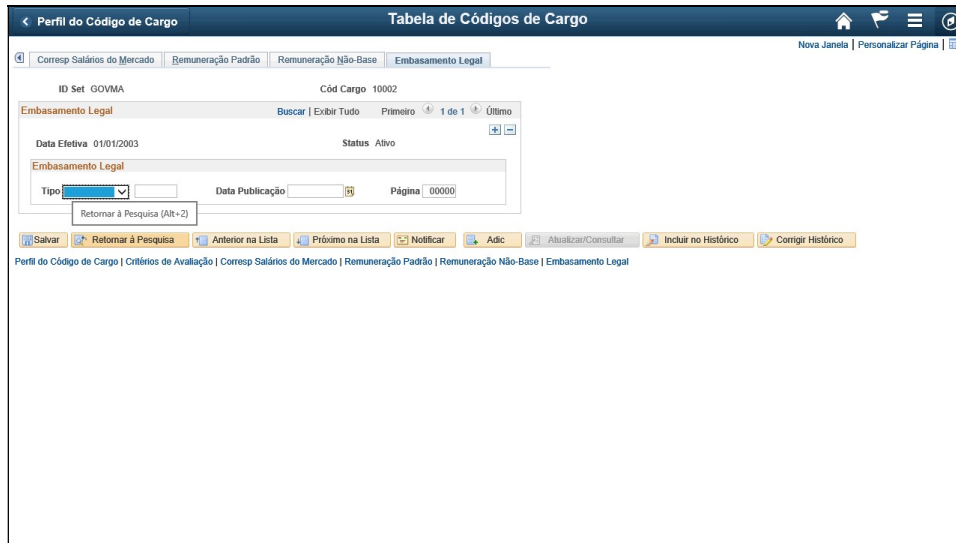 Perfil do Código de Cargo
Tabela de Códigos de Cargo
Nova Janela | Personalizar Página |
Corresp Salários do Mercado Remuneração Padrão Remuneração Não-Base Embasamento Legal
ID Set GOVMA Cód Cargo 10002
Embasamento Legal Buscar | Exibir Tudo Primeiro 1 de 1 Último
Data Efetiva 01/01/2003 Status Ativo
Embasamento Legal
Tipo Data Publicação Página 00000
Retornar à Pesquisa (Alt+2)
Salvar Retornar à Pesquisa Anterior na Lista Próximo na Lista Notificar Adic Atualizar/Consultar Incluir no Histórico Corrigir Histórico
Perfil do Código de Cargo | Critérios de Avaliação | Corresp Salários do Mercado | Remuneração Padrão | Remuneração Não-Base | Embasamento Legal